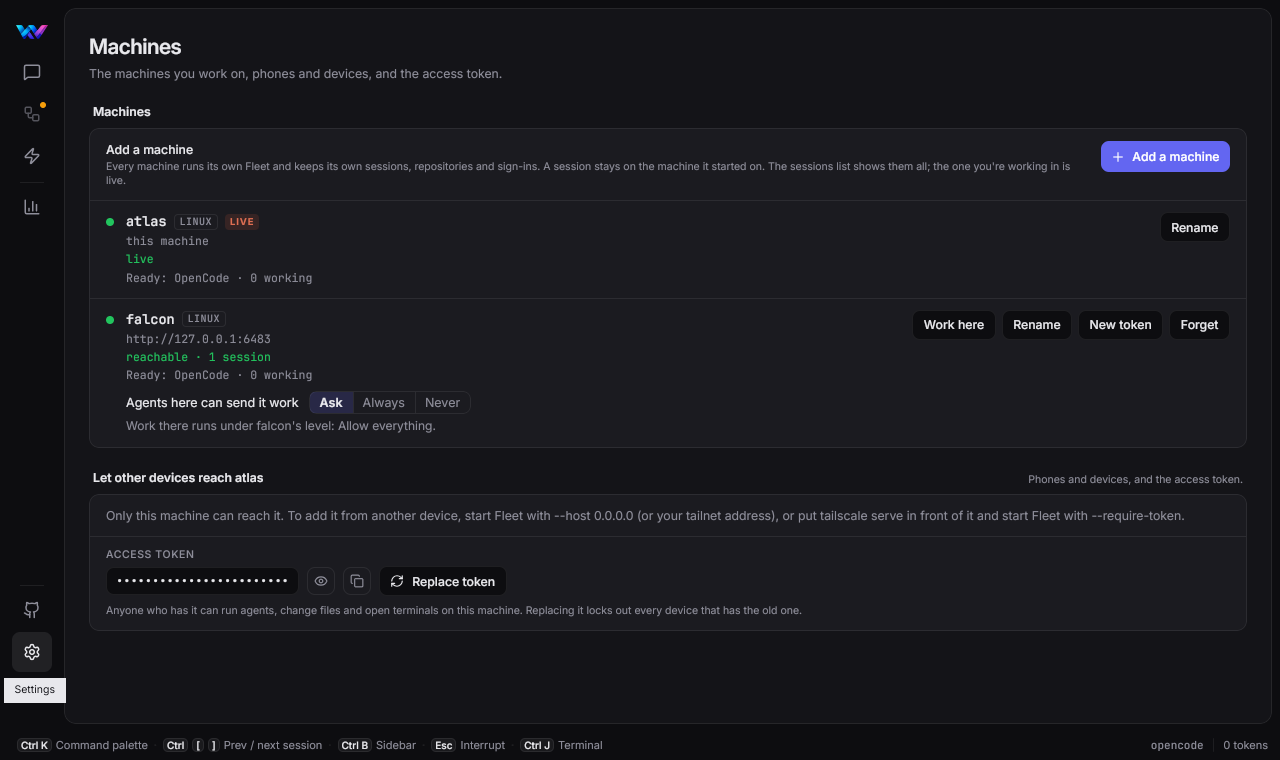 Machines
The machines you work on, phones and devices, and the access token.
Machines
Add a machine
Every machine runs its own Fleet and keeps its own sessions, repositories and sign-ins. A session stays on the machine it started on. The sessions list shows them all; the one you're working in is
live.
Add a machine
atlas LINUX LIVE
this machine
live
Ready: OpenCode · 0 working
Rename
falcon LINUX
http://127.0.0.1:6483
reachable · 1 session
Ready: OpenCode · 0 working
Work here Rename New token Forget
Agents here can send it work Ask Always Never
Work there runs under falcon's level: Allow everything.
Let other devices reach atlas
Phones and devices, and the access token.
Only this machine can reach it. To add it from another device, start Fleet with --host 0.0.0.0 (or your tailnet address), or put tailscale serve in front of it and start Fleet with --require-token.
ACCESS TOKEN
••••••••••••••••••••••••
Replace token
Anyone who has it can run agents, change files and open terminals on this machine. Replacing it locks out every device that has the old one.
Settings
Ctrl K Command palette · Ctrl [ ] Prev / next session · Ctrl B Sidebar · Esc Interrupt · Ctrl J Terminal
opencode 0 tokens